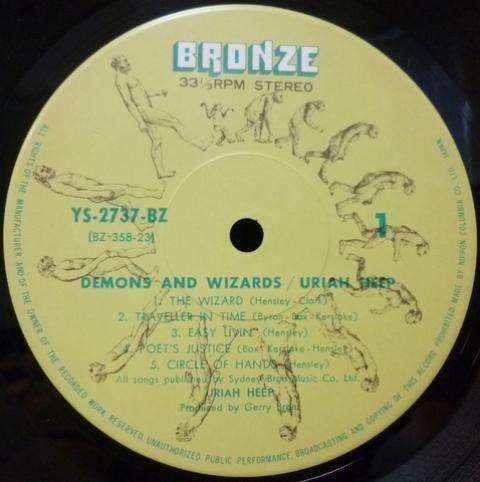 BRONZE
33⅓RPM STEREO
YS-2737-BZ
(BZ-358-23)
1
DEMONS AND WIZARDS / URIAH HEEP
1. THE WIZARD (Hensley-Clark)
2. TRAVELLER IN TIME (Byron-Box-Kerslake)
3. EASY LIVIN' (Hensley)
4. POET'S JUSTICE (Box-Kerslake-Hensley)
5. CIRCLE OF HANDS (Hensley)
All songs published by Sydney Bron Music Co. Ltd.
URIAH HEEP
Produced by Gerry Bron
ALL RIGHTS OF THE MANUFACTURER AND OF THE OWNER OF THE RECORDED WORK RESERVED. UNAUTHORIZED PUBLIC PERFORMANCE, BROADCASTING AND COPYING OF THIS RECORD PROHIBITED. MADE BY NIPPON COLUMBIA CO. LTD. JAPAN